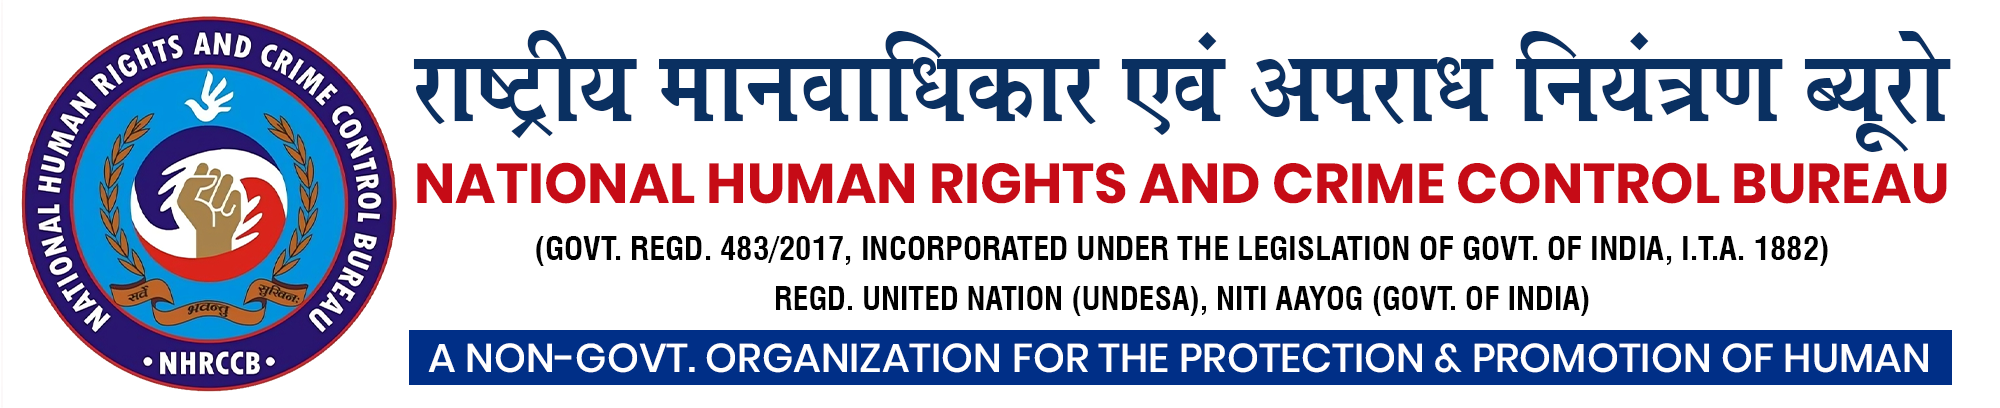 NATIONAL HUMAN RIGHTS AND CRIME CONTROL BUREAU
सर्वे
भवन्तु
सुखिनः
• NHRCCB •
राष्ट्रीय मानवाधिकार एवं अपराध नियंत्रण ब्यूरो
NATIONAL HUMAN RIGHTS AND CRIME CONTROL BUREAU
(GOVT. REGD. 483/2017, INCORPORATED UNDER THE LEGISLATION OF GOVT. OF INDIA, I.T.A. 1882)
REGD. UNITED NATION (UNDESA), NITI AAYOG (GOVT. OF INDIA)
A NON-GOVT. ORGANIZATION FOR THE PROTECTION & PROMOTION OF HUMAN